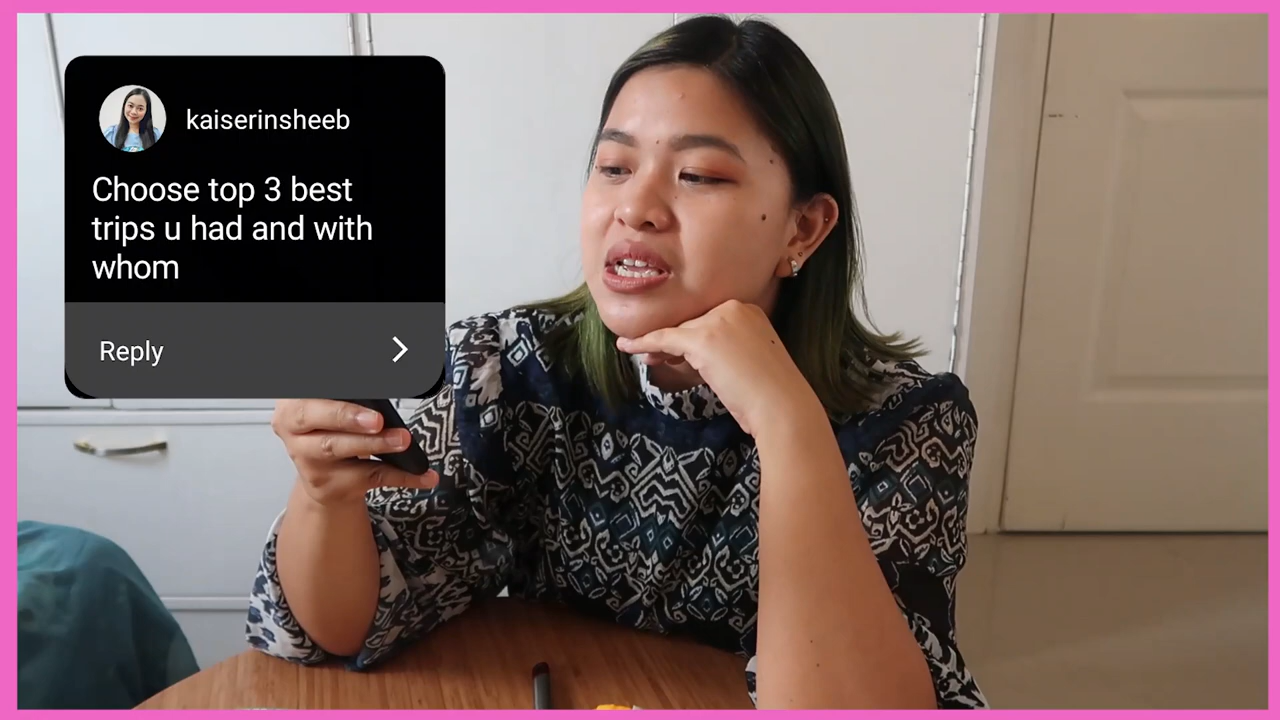 kaiserinsheeb
Choose top 3 best
trips u had and with
whom
Reply